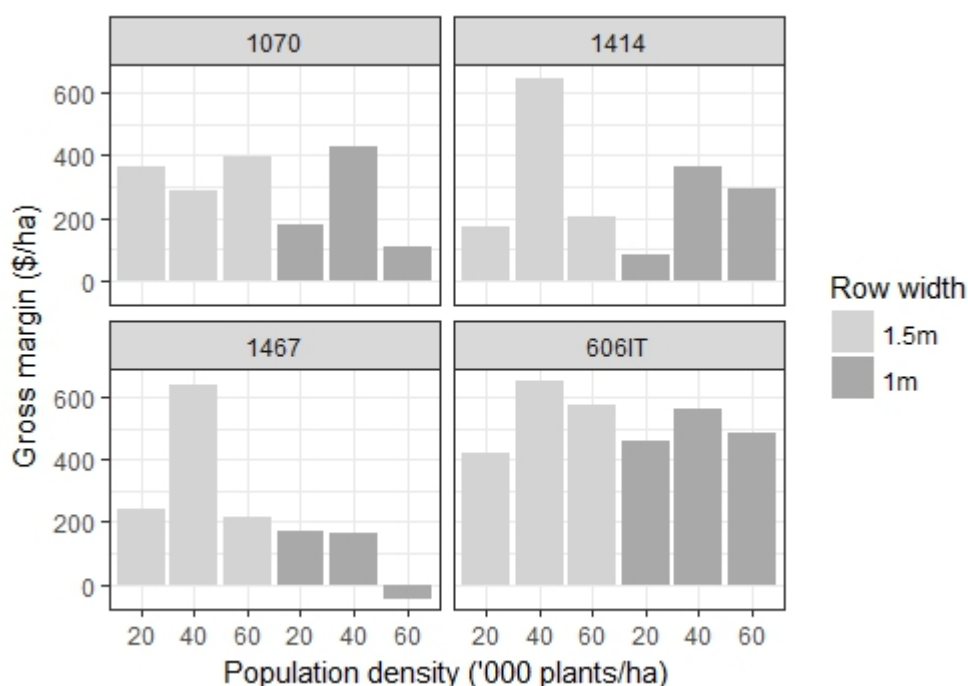 1070
1414
600
400
200
0
Gross margin ($/ha)
Row width
1.5m
1m
1467
606IT
600
400
200
0
20 40 60 20 40 60
20 40 60 20 40 60
Population density ('000 plants/ha)